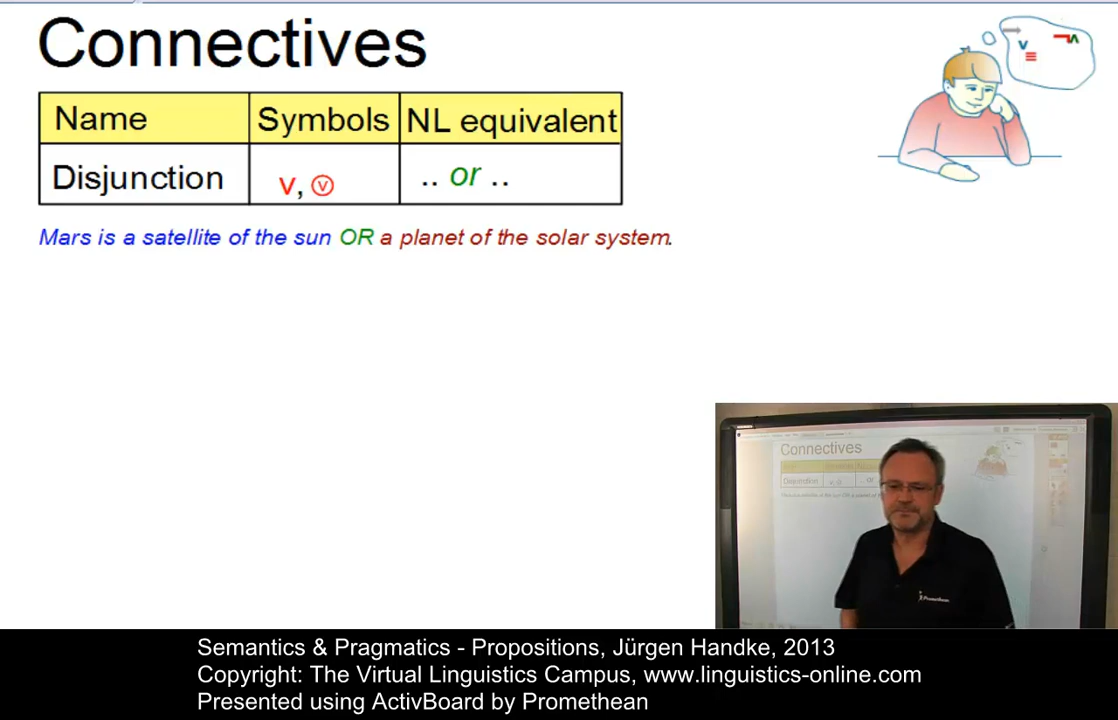 Connectives
Name Symbols NL equivalent
Disjunction v, ⓥ .. or ..
Mars is a satellite of the sun OR a planet of the solar system.
v ¬ ʌ
≡
Connectives
Promethean
Semantics & Pragmatics - Propositions, Jürgen Handke, 2013
Copyright: The Virtual Linguistics Campus, www.linguistics-online.com
Presented using ActivBoard by Promethean